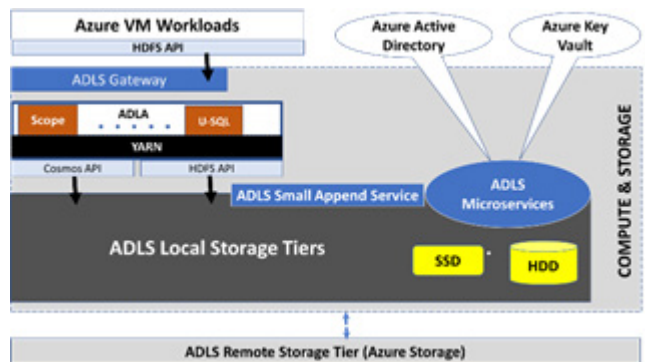 Azure VM Workloads
HDFS API
Azure Active
Directory
Azure Key
Vault
ADLS Gateway
Scope
ADLA
U-SQL
YARN
Cosmos API
HDFS API
ADLS Small Append Service
ADLS
Microservices
COMPUTE & STORAGE
ADLS Local Storage Tiers
SSD
HDD
ADLS Remote Storage Tier (Azure Storage)